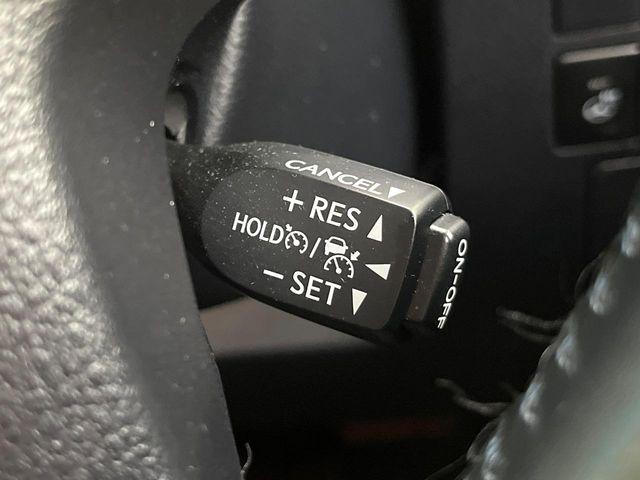 CANCEL▼
+ RES ▲
HOLD / ◀
− SET ▼
ON-OFF